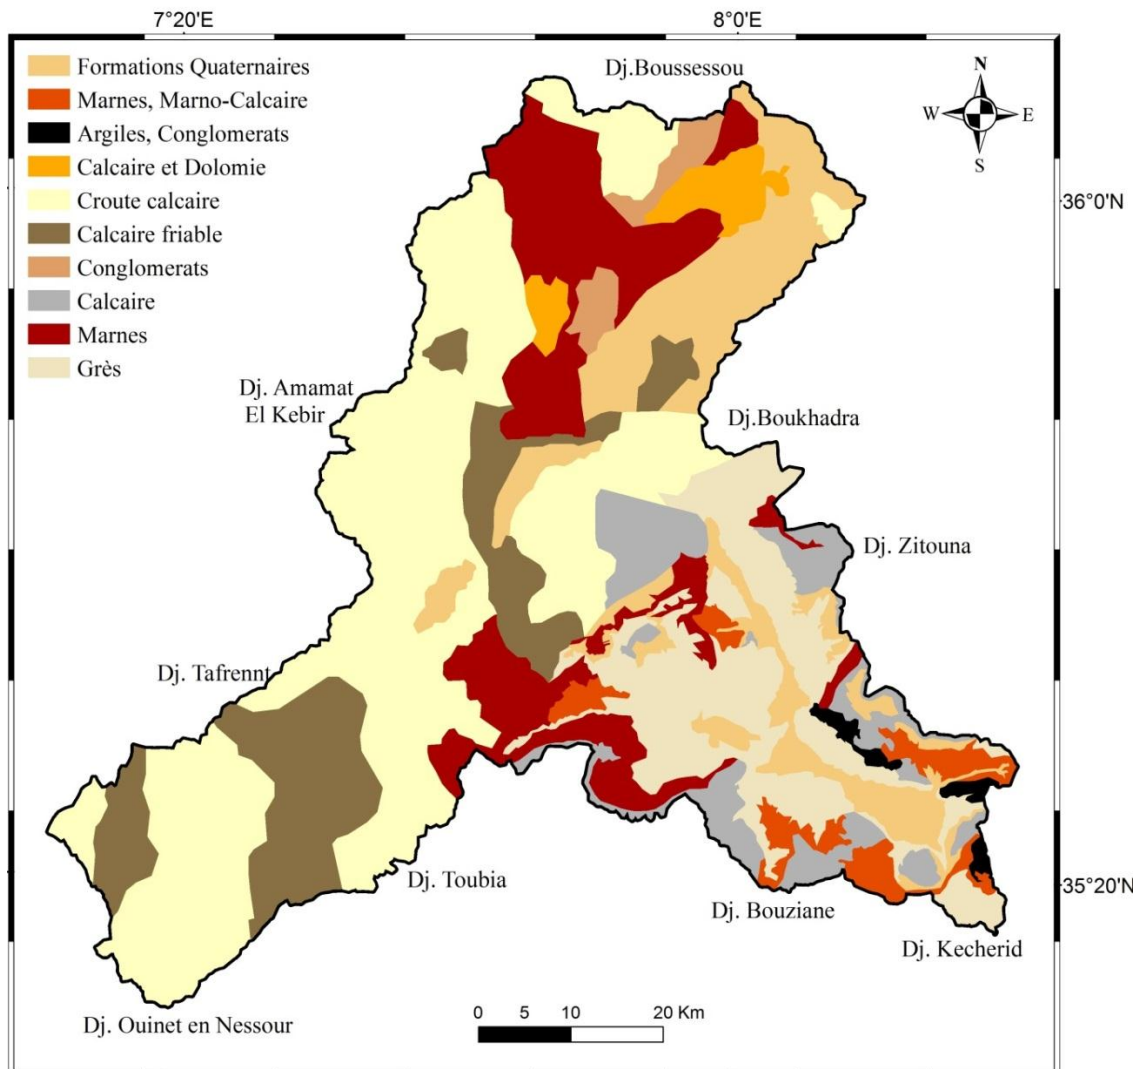 7°20'E
8°0'E
Formations Quaternaires
Marnes, Marno-Calcaire
Argiles, Conglomerats
Calcaire et Dolomie
Croute calcaire
Calcaire friable
Conglomerats
Calcaire
Marnes
Grès
Dj.Boussessou
N
W
E
S
36°0'N
Dj. Amamat
El Kebir
Dj.Boukhadra
Dj. Zitouna
Dj. Tafrennt
Dj. Toubia
35°20'N
Dj. Bouziane
Dj. Kecherid
Dj. Ouinet en Nessour
0 5 10 20 Km